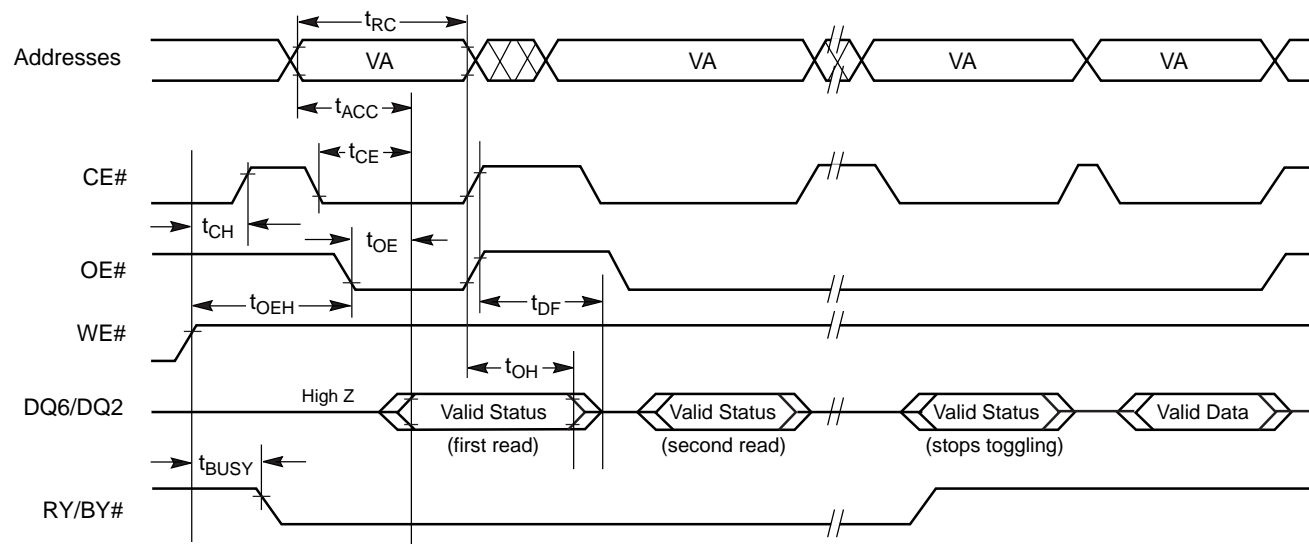 tRC
Addresses VA VA VA VA
tACC
tCE
CE#
tCH
tOE
OE#
tOEH tDF
WE#
tOH
High Z
DQ6/DQ2 Valid Status Valid Status Valid Status Valid Data
(first read) (second read) (stops toggling)
tBUSY
RY/BY#